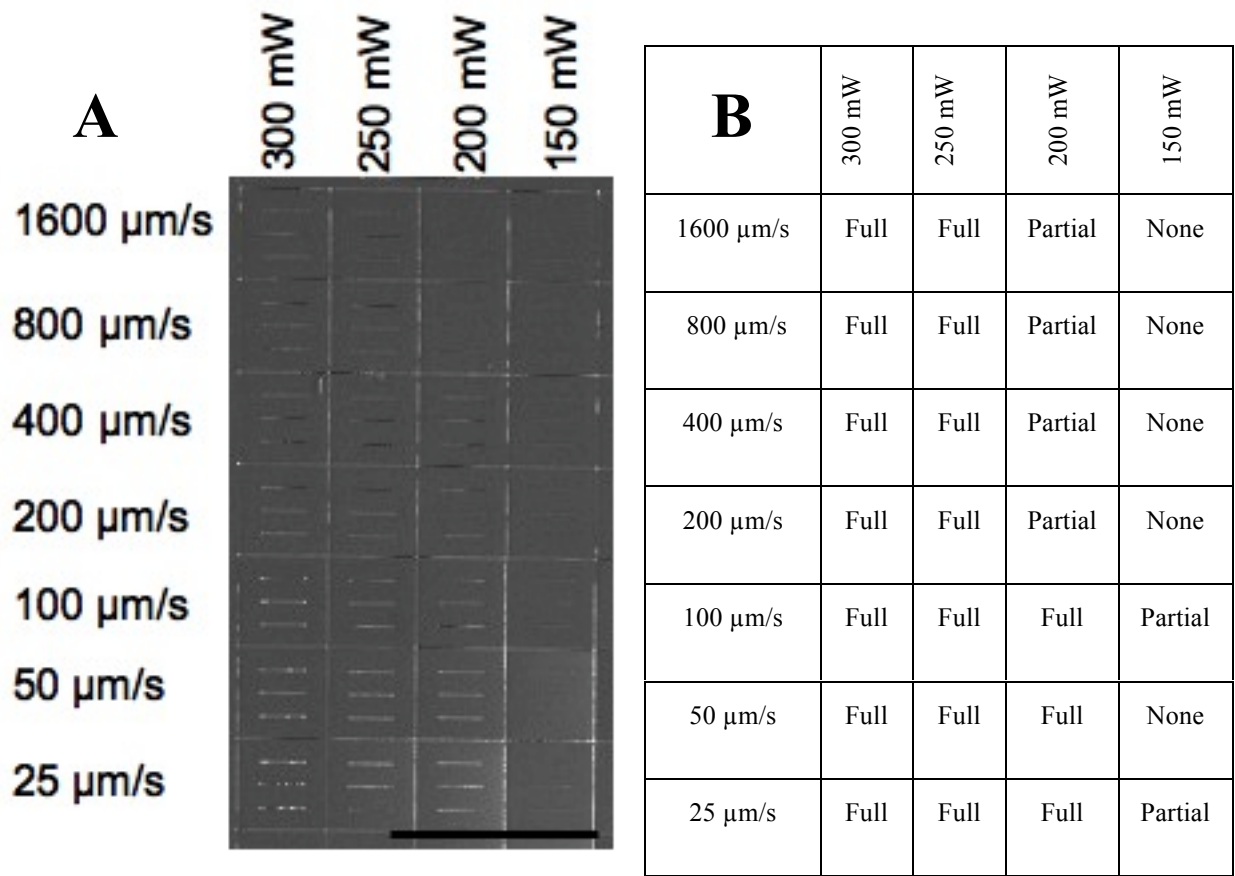 A
300 mW
250 mW
200 mW
150 mW
1600 µm/s
800 µm/s
400 µm/s
200 µm/s
100 µm/s
50 µm/s
25 µm/s
B 300 mW 250 mW 200 mW 150 mW
1600 µm/s Full Full Partial None
800 µm/s Full Full Partial None
400 µm/s Full Full Partial None
200 µm/s Full Full Partial None
100 µm/s Full Full Full Partial
50 µm/s Full Full Full None
25 µm/s Full Full Full Partial